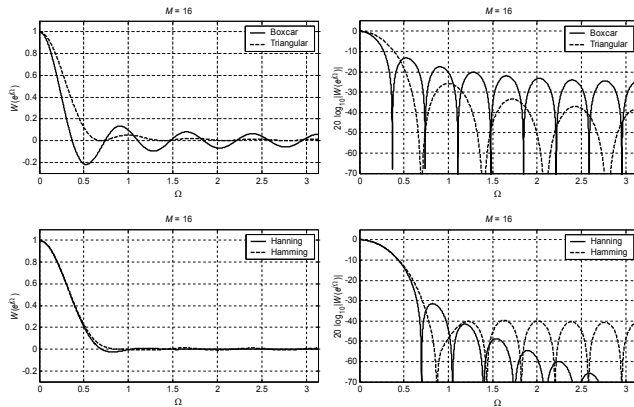 M = 16
1
0.8
0.6
0.4
0.2
0
-0.2
W(e^jΩ)
Boxcar
Triangular
0 0.5 1 1.5 2 2.5 3
Ω
M = 16
0
-10
-20
-30
-40
-50
-60
-70
20 log10|W(e^jΩ)|
Boxcar
Triangular
0 0.5 1 1.5 2 2.5 3
Ω
M = 16
1
0.8
0.6
0.4
0.2
0
-0.2
W(e^jΩ)
Hanning
Hamming
0 0.5 1 1.5 2 2.5 3
Ω
M = 16
0
-10
-20
-30
-40
-50
-60
-70
20 log10|W(e^jΩ)|
Hanning
Hamming
0 0.5 1 1.5 2 2.5 3
Ω